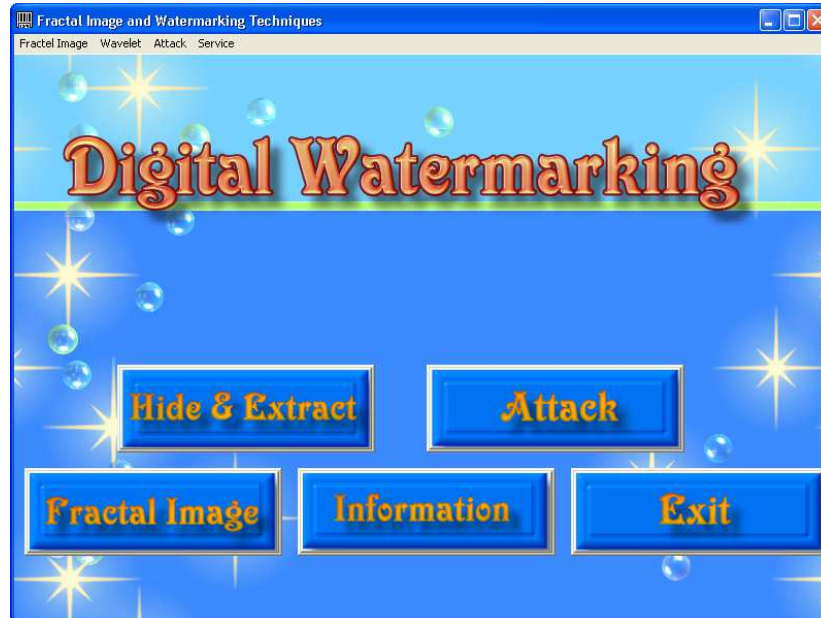 Fractal Image and Watermarking Techniques
Fractel Image Wavelet Attack Service
Digital Watermarking
Hide & Extract Attack
Fractal Image Information Exit